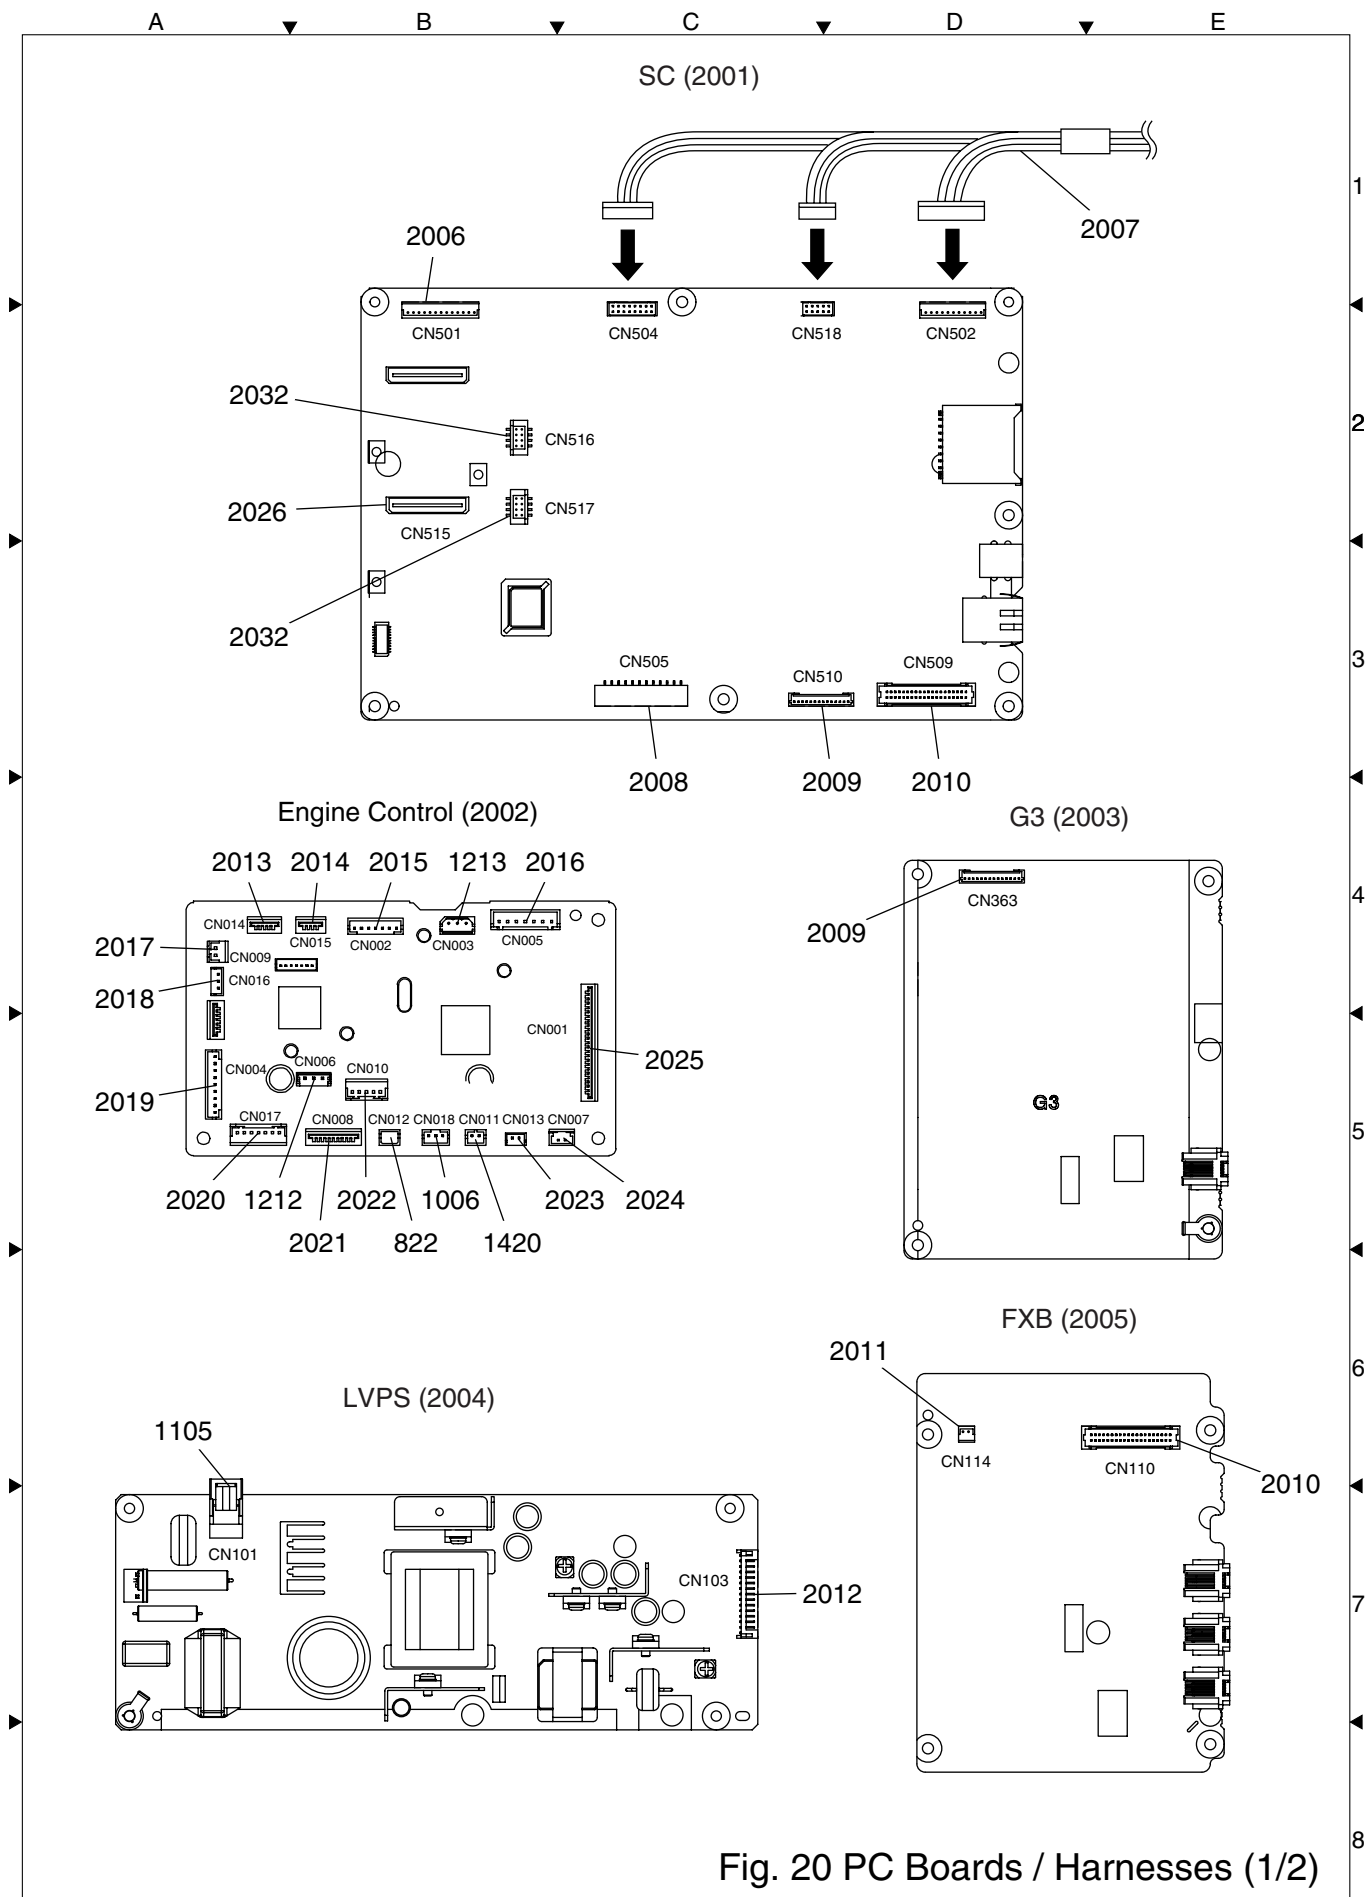 A B C D E
SC (2001)
1
2007
2006
CN501 CN504 CN518 CN502
2032
CN516
2
2026
CN515
CN517
2032
CN505
CN510
CN509
3
2008 2009 2010
Engine Control (2002)
G3 (2003)
2013 2014 2015 1213 2016
CN014 CN015 CN002 CN003 CN005
CN363
4
2009
2017
CN009
2018
CN016
CN001
2025
CN004 CN006 CN010
2019
CN017 CN008 CN012 CN018 CN011 CN013 CN007
G3
5
2020 1212 2022 1006 2023 2024
2021 822 1420
FXB (2005)
2011
6
LVPS (2004)
1105
CN114 CN110
2010
CN101
CN103
2012
7
8
Fig. 20 PC Boards / Harnesses (1/2)